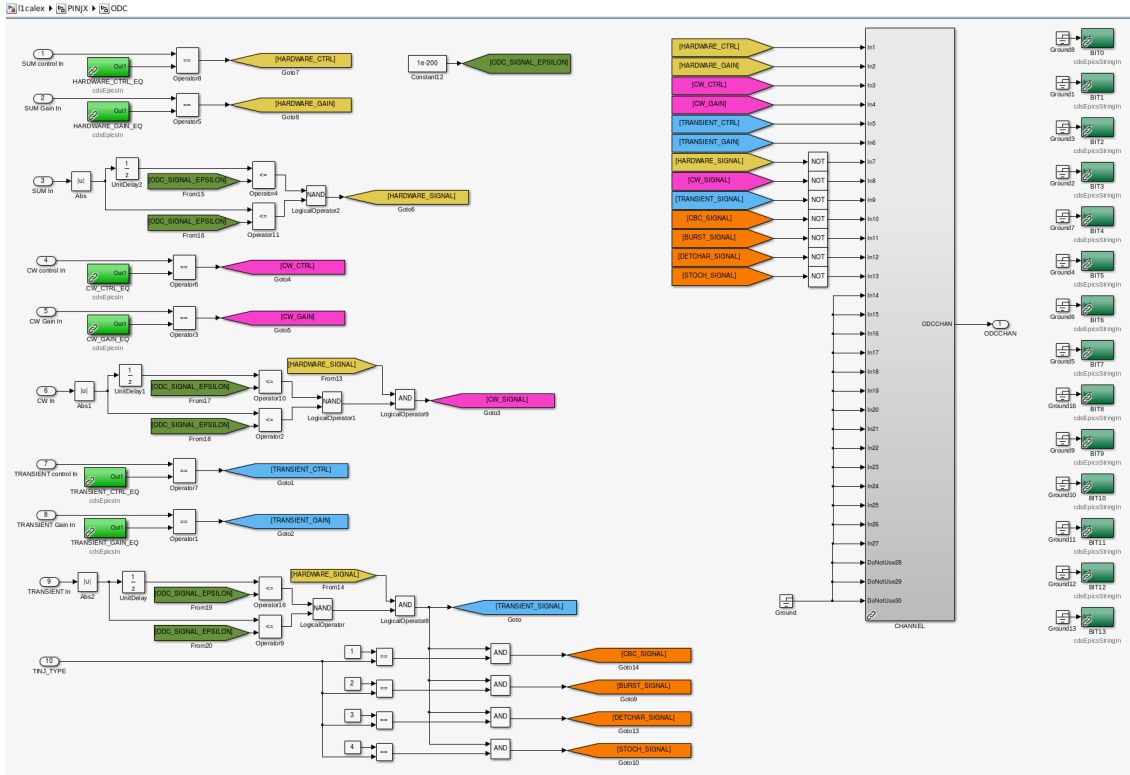 l1calex ▸ PINJX ▸ ODC
1
SUM control In
Out1
HARDWARE_CTRL_EQ
cdsEpicsIn
==
Operator8
[HARDWARE_CTRL]
Goto7
1e-200
Constant12
[ODC_SIGNAL_EPSILON]
2
SUM Gain In
Out1
HARDWARE_GAIN_EQ
cdsEpicsIn
==
Operator5
[HARDWARE_GAIN]
Goto8
3
SUM In
|u|
Abs
1
z
UnitDelay2
[ODC_SIGNAL_EPSILON]
From15
<=
Operator4
[ODC_SIGNAL_EPSILON]
From16
<=
Operator11
NAND
LogicalOperator2
[HARDWARE_SIGNAL]
Goto6
4
CW control In
Out1
CW_CTRL_EQ
cdsEpicsIn
==
Operator6
[CW_CTRL]
Goto4
5
CW Gain In
Out1
CW_GAIN_EQ
cdsEpicsIn
==
Operator3
[CW_GAIN]
Goto5
6
CW In
|u|
Abs1
1
z
UnitDelay1
[ODC_SIGNAL_EPSILON]
From17
<=
Operator10
[ODC_SIGNAL_EPSILON]
From18
<=
Operator2
NAND
LogicalOperator1
[HARDWARE_SIGNAL]
From13
AND
LogicalOperator9
[CW_SIGNAL]
Goto3
7
TRANSIENT control In
Out1
TRANSIENT_CTRL_EQ
cdsEpicsIn
==
Operator7
[TRANSIENT_CTRL]
Goto1
8
TRANSIENT Gain In
Out1
TRANSIENT_GAIN_EQ
cdsEpicsIn
==
Operator1
[TRANSIENT_GAIN]
Goto2
9
TRANSIENT In
|u|
Abs2
1
z
UnitDelay
[ODC_SIGNAL_EPSILON]
From19
<=
Operator16
[ODC_SIGNAL_EPSILON]
From20
<=
Operator9
NAND
LogicalOperator
[HARDWARE_SIGNAL]
From14
AND
LogicalOperator8
[TRANSIENT_SIGNAL]
Goto
10
TINJ_TYPE
1
==
AND
[CBC_SIGNAL]
Goto14
2
==
AND
[BURST_SIGNAL]
Goto9
3
==
AND
[DETCHAR_SIGNAL]
Goto13
4
==
AND
[STOCH_SIGNAL]
Goto10
[HARDWARE_CTRL] In1
[HARDWARE_GAIN] In2
[CW_CTRL] In3
[CW_GAIN] In4
[TRANSIENT_CTRL] In5
[TRANSIENT_GAIN] In6
[HARDWARE_SIGNAL] NOT In7
[CW_SIGNAL] NOT In8
[TRANSIENT_SIGNAL] NOT In9
[CBC_SIGNAL] NOT In10
[BURST_SIGNAL] NOT In11
[DETCHAR_SIGNAL] NOT In12
[STOCH_SIGNAL] NOT In13
In14
In15
In16
In17
In18
In19
In20
In21
In22
In23
In24
In25
In26
In27
DoNotUse28
DoNotUse29
DoNotUse30
Ground
CHANNEL
ODCCHAN
1
ODCCHAN
Ground8
BIT0
cdsEpicsStringIn
Ground1
BIT1
cdsEpicsStringIn
Ground3
BIT2
cdsEpicsStringIn
Ground2
BIT3
cdsEpicsStringIn
Ground7
BIT4
cdsEpicsStringIn
Ground4
BIT5
cdsEpicsStringIn
Ground6
BIT6
cdsEpicsStringIn
Ground5
BIT7
cdsEpicsStringIn
Ground16
BIT8
cdsEpicsStringIn
Ground9
BIT9
cdsEpicsStringIn
Ground10
BIT10
cdsEpicsStringIn
Ground11
BIT11
cdsEpicsStringIn
Ground12
BIT12
cdsEpicsStringIn
Ground13
BIT13
cdsEpicsStringIn